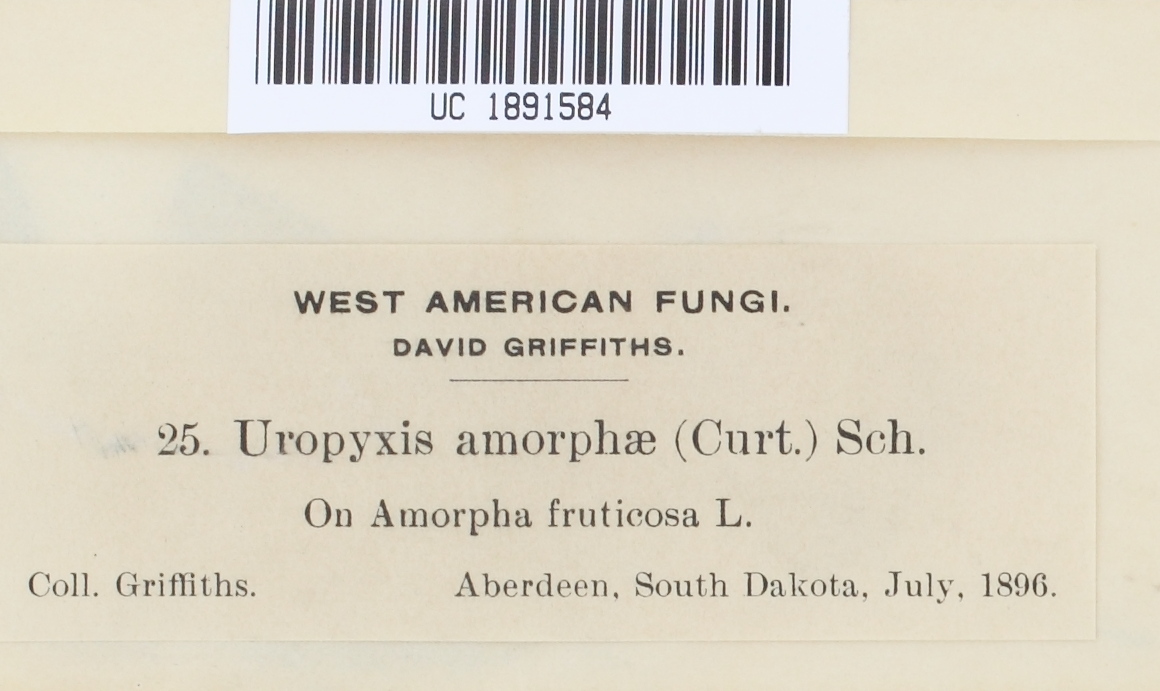 UC 1891584
WEST AMERICAN FUNGI.
DAVID GRIFFITHS.
25. Uropyxis amorphæ (Curt.) Sch.
On Amorpha fruticosa L.
Coll. Griffiths. Aberdeen, South Dakota, July, 1896.